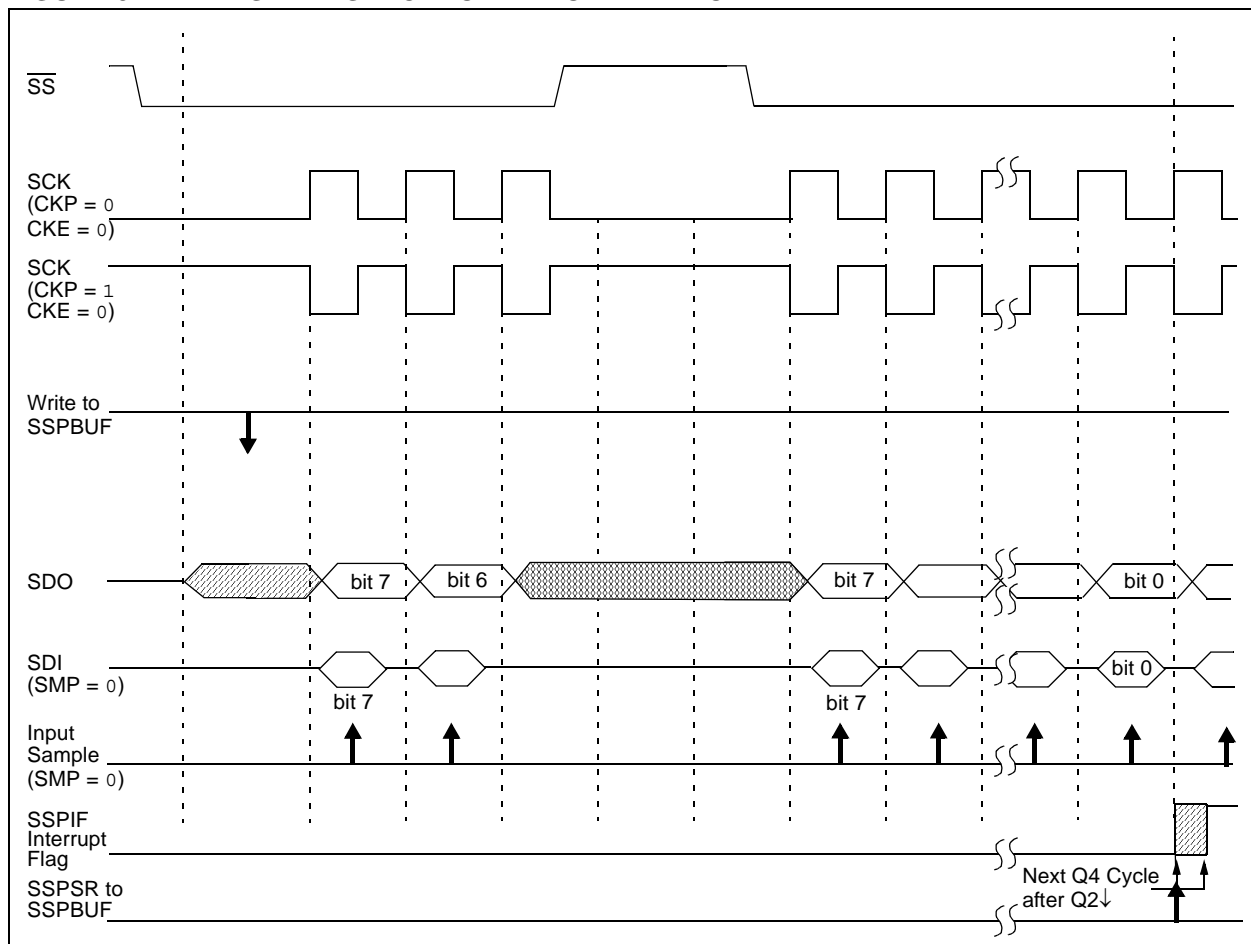 SS
SCK
(CKP = 0
CKE = 0)
SCK
(CKP = 1
CKE = 0)
Write to
SSPBUF
SDO
bit 7
bit 6
bit 7
bit 0
SDI
(SMP = 0)
bit 0
bit 7
bit 7
Input
Sample
(SMP = 0)
SSPIF
Interrupt
Flag
SSPSR to
SSPBUF
Next Q4 Cycle
after Q2↓